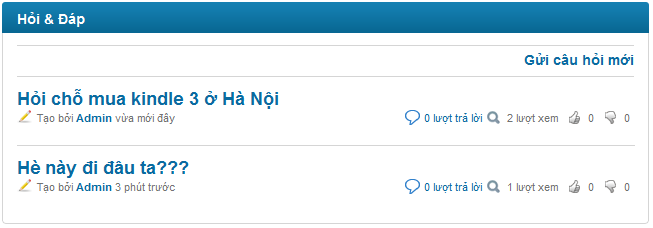 Hỏi & Đáp
Gửi câu hỏi mới
Hỏi chỗ mua kindle 3 ở Hà Nội
Tạo bởi Admin vừa mới đây 0 lượt trả lời 2 lượt xem 0 0
Hè này đi đâu ta???
Tạo bởi Admin 3 phút trước 0 lượt trả lời 1 lượt xem 0 0